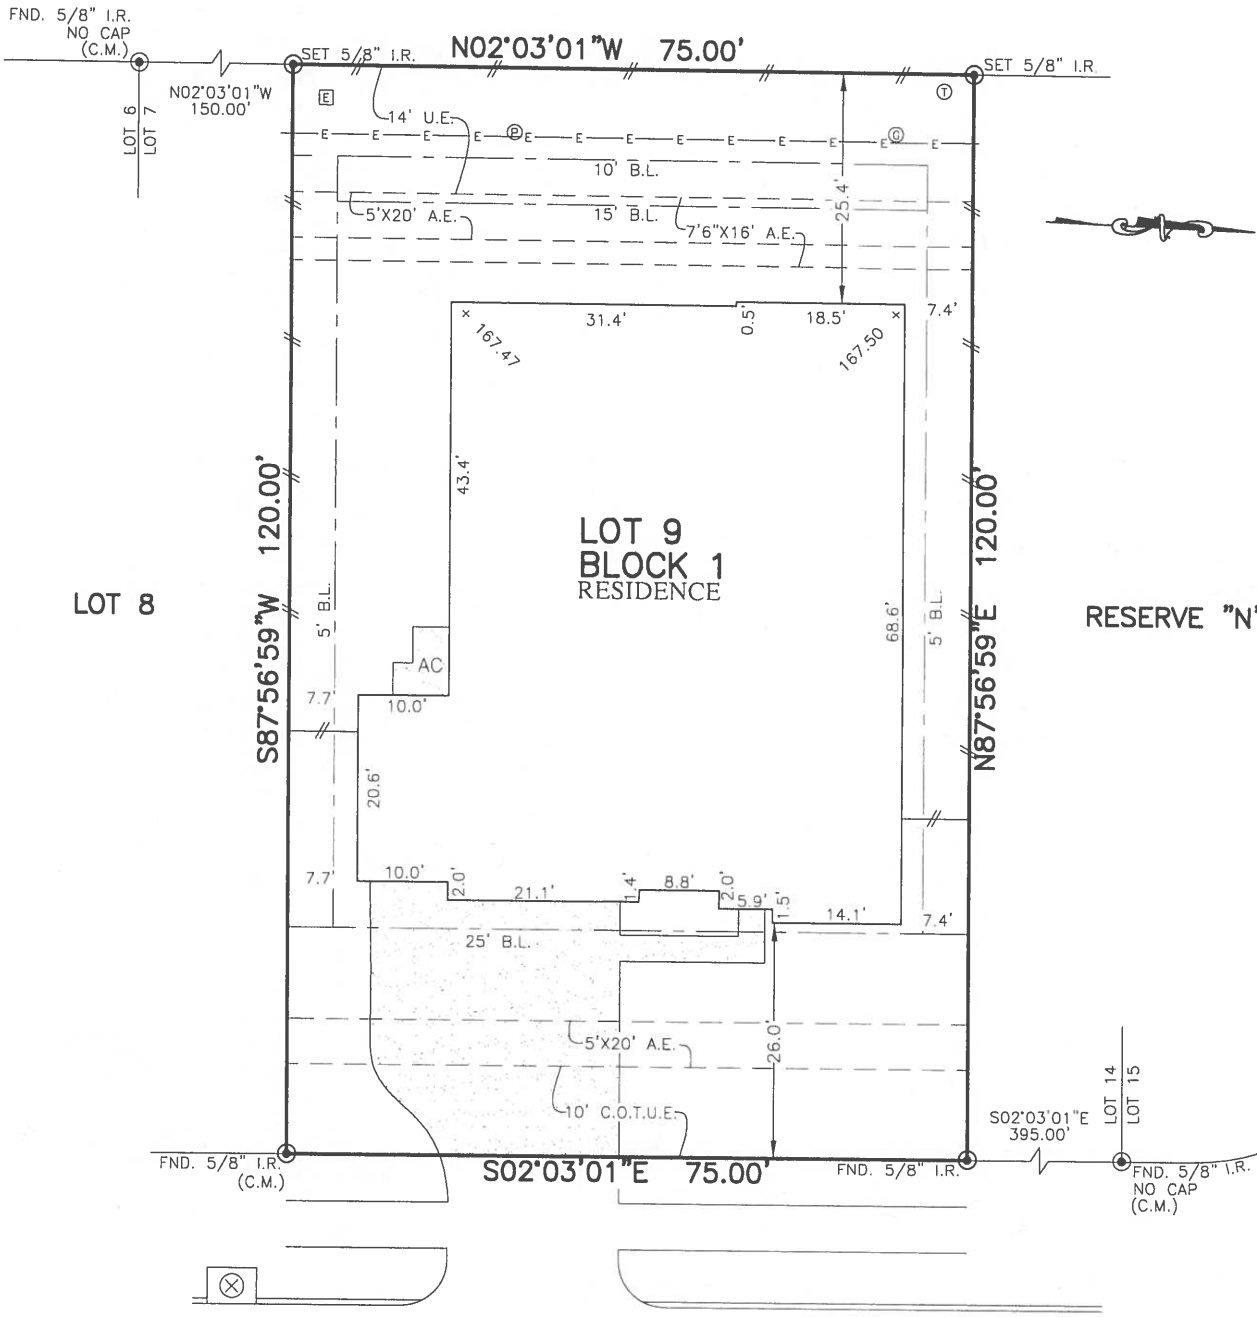 FND. 5/8" I.R.
NO CAP
(C.M.)
SET 5/8" I.R.
N02°03'01"W 75.00'
SET 5/8" I.R.
N02°03'01"W
150.00'
LOT 6
LOT 7
E
T
14' U.E.
E E E E P E E E E E E E G E
10' B.L.
5'X20' A.E.
15' B.L.
7'6"X16' A.E.
25.4'
31.4'
0.5'
18.5'
7.4'
167.47
167.50
43.4'
S87°56'59"W 120.00'
N87°56'59"E 120.00'
LOT 9
BLOCK 1
RESIDENCE
LOT 8
RESERVE "N"
5' B.L.
68.6'
5' B.L.
AC
7.7'
10.0'
20.6'
7.7'
10.0'
2.0'
21.1'
1.4'
8.8'
2.0'
5.9'
1.5'
14.1'
7.4'
25' B.L.
5'X20' A.E.
26.0'
10' C.O.T.U.E.
LOT 14
LOT 15
S02°03'01"E
395.00'
FND. 5/8" I.R.
(C.M.)
S02°03'01"E 75.00'
FND. 5/8" I.R.
FND. 5/8" I.R.
NO CAP
(C.M.)